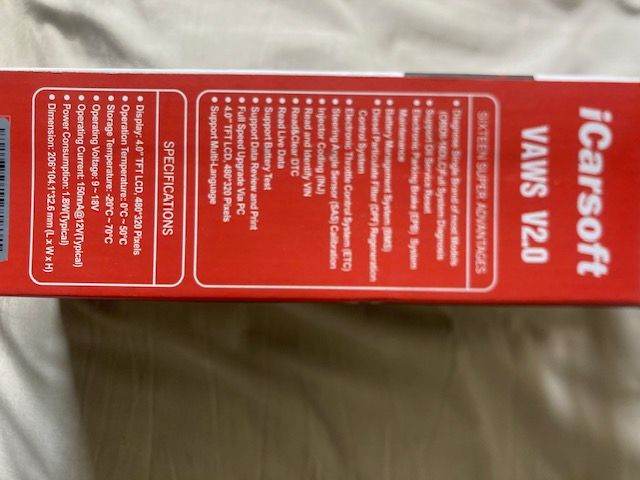 iCarsoft
VAWS V2.0
SIXTEEN SUPER ADVANTAGES
• Diagnose Single Brand of most Models
(OBDII-16DLC)Full System Diagnosis
• Support Oil Service Reset
• Electronic Parking Brake (EPB) System
Maintenance
• Battery Management System (BMS)
• Diesel Particulate Filter (DPF) Regeneration
Control System
• Electronic Throttle Control System (ETC)
• Steering Angle Sensor (SAS) Calibration
• Injector Coding (INJ)
• Read and Identify VIN
• Read&Clear DTC
• Read Live Data
• Support Battery Test
• Support Data Review and Print
• Full Speed Upgrade Via PC
• 4.0" TFT LCD, 480*320 Pixels
• Support Multi-Language
SPECIFICATIONS
• Display: 4.0" TFT LCD, 480*320 Pixels
• Operation Temperature: 0°C ~ 50°C
• Storage Temperature: -20°C ~ 70°C
• Operating Voltage: 9 ~ 18V
• Operating Current: 150mA@12V(Typical)
• Power Consumption: 1.8W(Typical)
• Dimension: 206*104.1*32.6 mm (L x W x H)